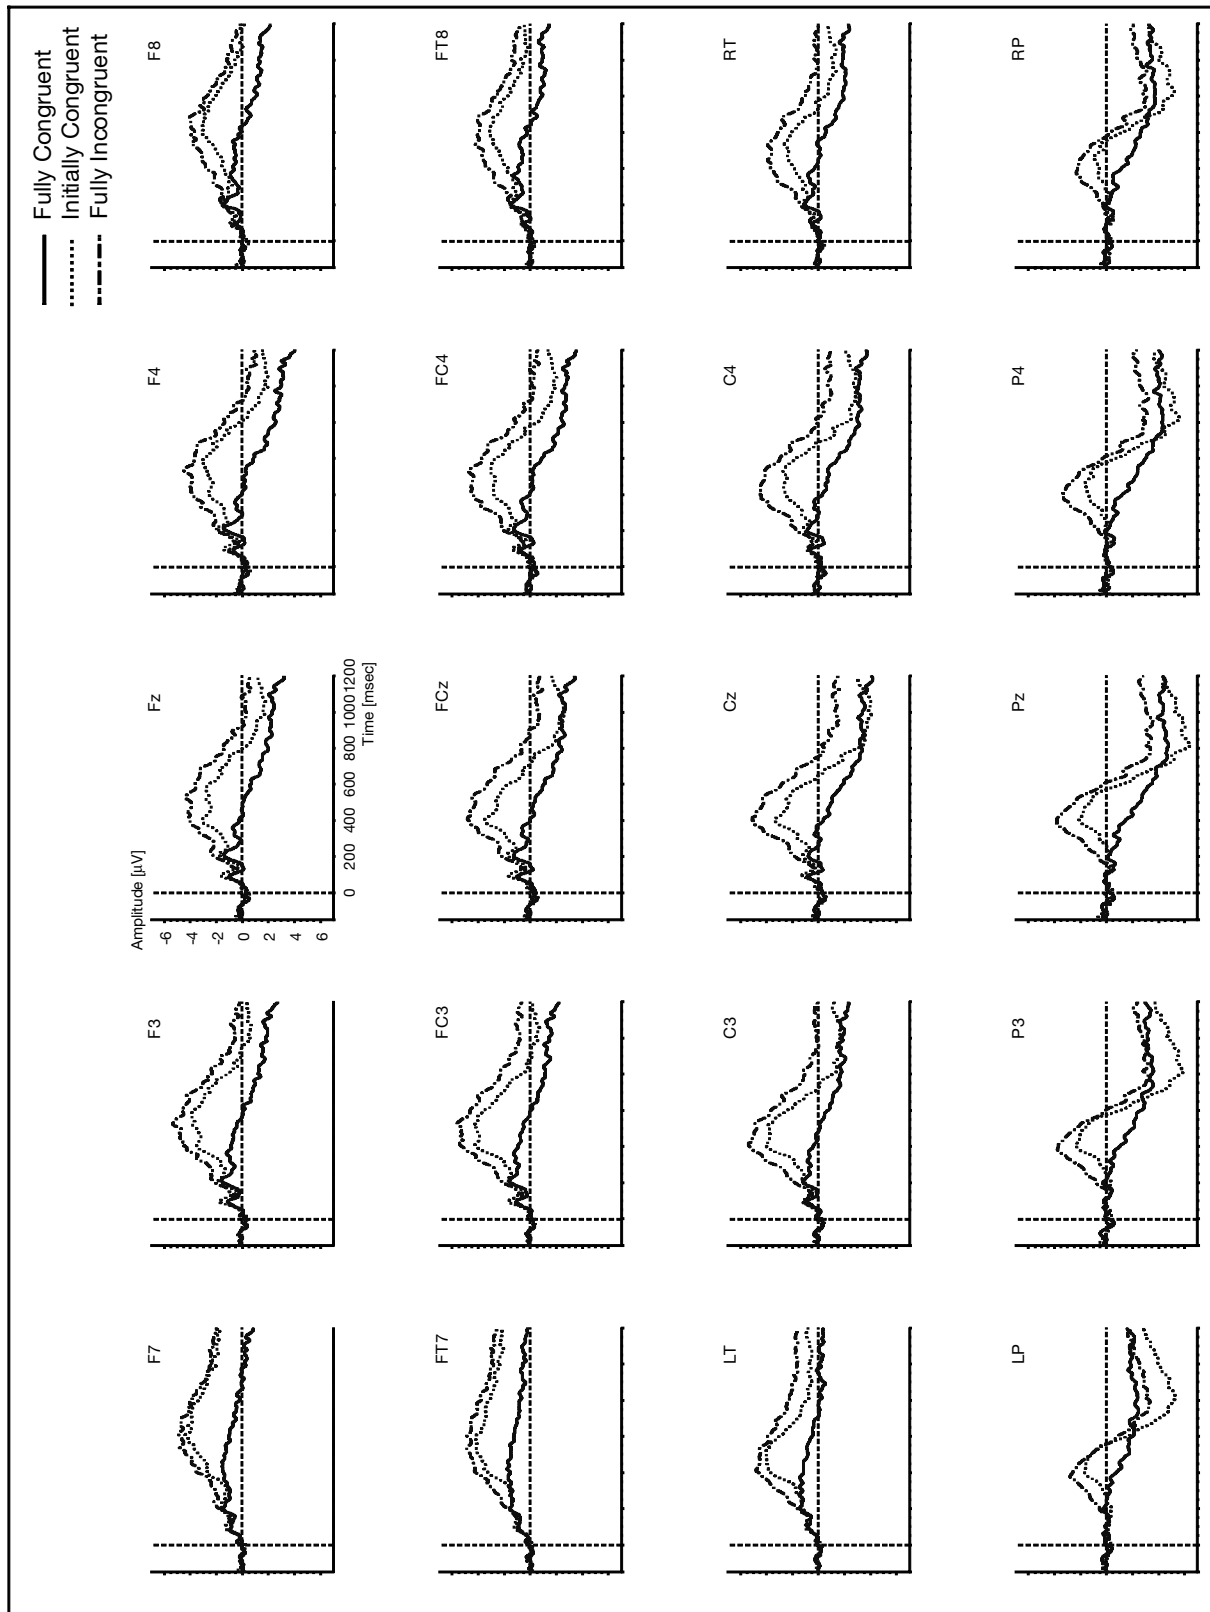 Fully Congruent
Initially Congruent
Fully Incongruent
F7
F3
Fz
F4
F8
Amplitude [µV]
-6
-4
-2
0
2
4
6
0 200 400 600 800 1000 1200
Time [msec]
FT7
FC3
FCz
FC4
FT8
LT
C3
Cz
C4
RT
LP
P3
Pz
P4
RP